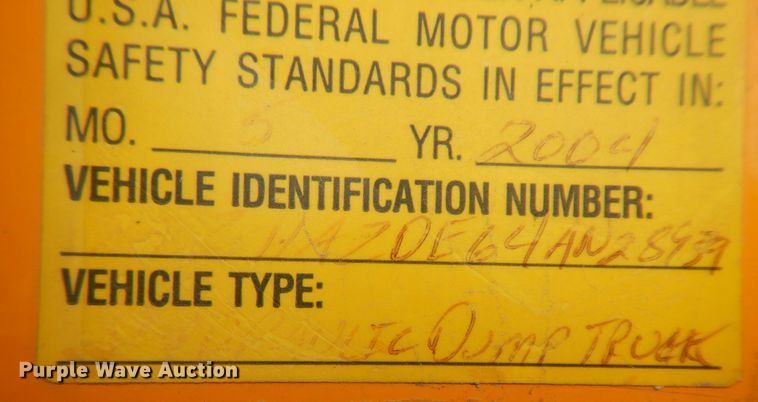 U.S.A. FEDERAL MOTOR VEHICLE
SAFETY STANDARDS IN EFFECT IN:
MO. 5 YR. 2004
VEHICLE IDENTIFICATION NUMBER:
VEHICLE TYPE:
DUMP TRUCK
Purple Wave Auction